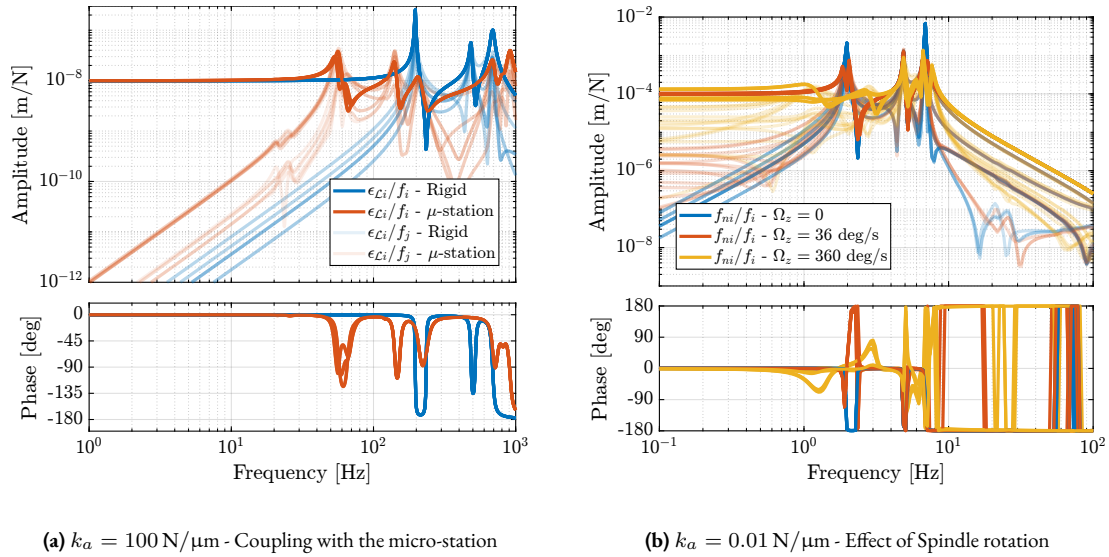 10^-8
10^-10
10^-12
Amplitude [m/N]
ϵ_ℒi/f_i - Rigid
ϵ_ℒi/f_i - μ-station
ϵ_ℒi/f_j - Rigid
ϵ_ℒi/f_j - μ-station
0
-45
-90
-135
-180
Phase [deg]
10^0 10^1 10^2 10^3
Frequency [Hz]
(a) k_a = 100 N/μm - Coupling with the micro-station
10^-2
10^-4
10^-6
10^-8
Amplitude [m/N]
f_ni/f_i - Ω_z = 0
f_ni/f_i - Ω_z = 36 deg/s
f_ni/f_i - Ω_z = 360 deg/s
180
90
0
-90
-180
Phase [deg]
10^-1 10^0 10^1 10^2
Frequency [Hz]
(b) k_a = 0.01 N/μm - Effect of Spindle rotation